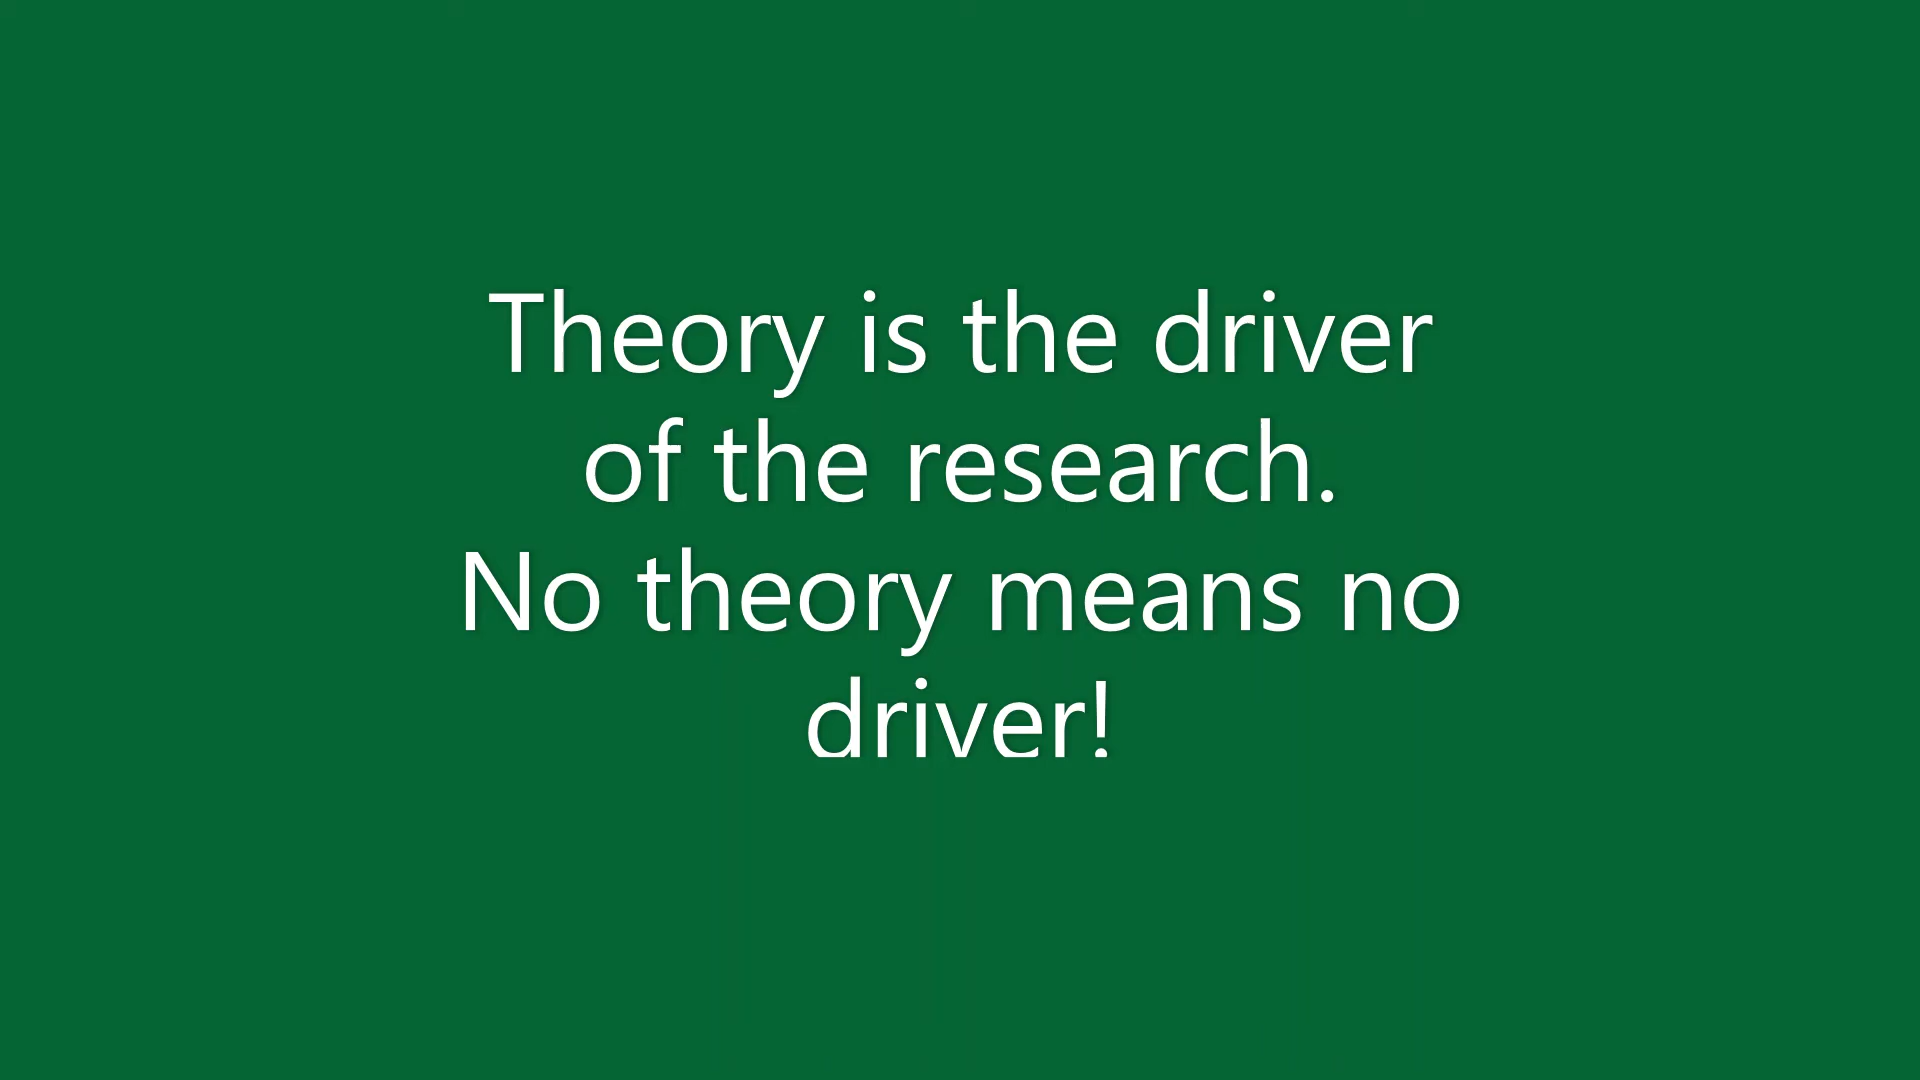 Theory is the driver
of the research.
No theory means no
driver!